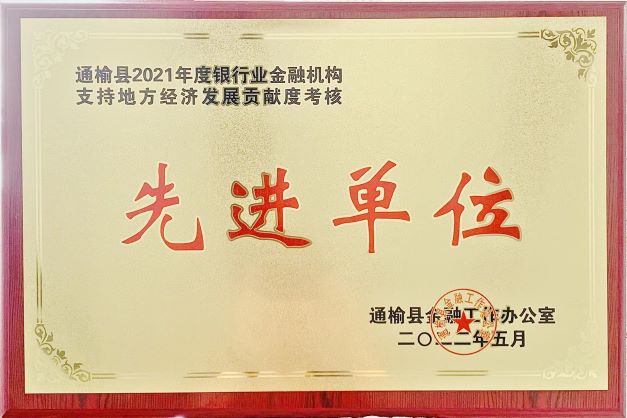 通榆县2021年度银行业金融机构
支持地方经济发展贡献度考核
先进单位
通榆县金融工作办公室
二〇二二年五月